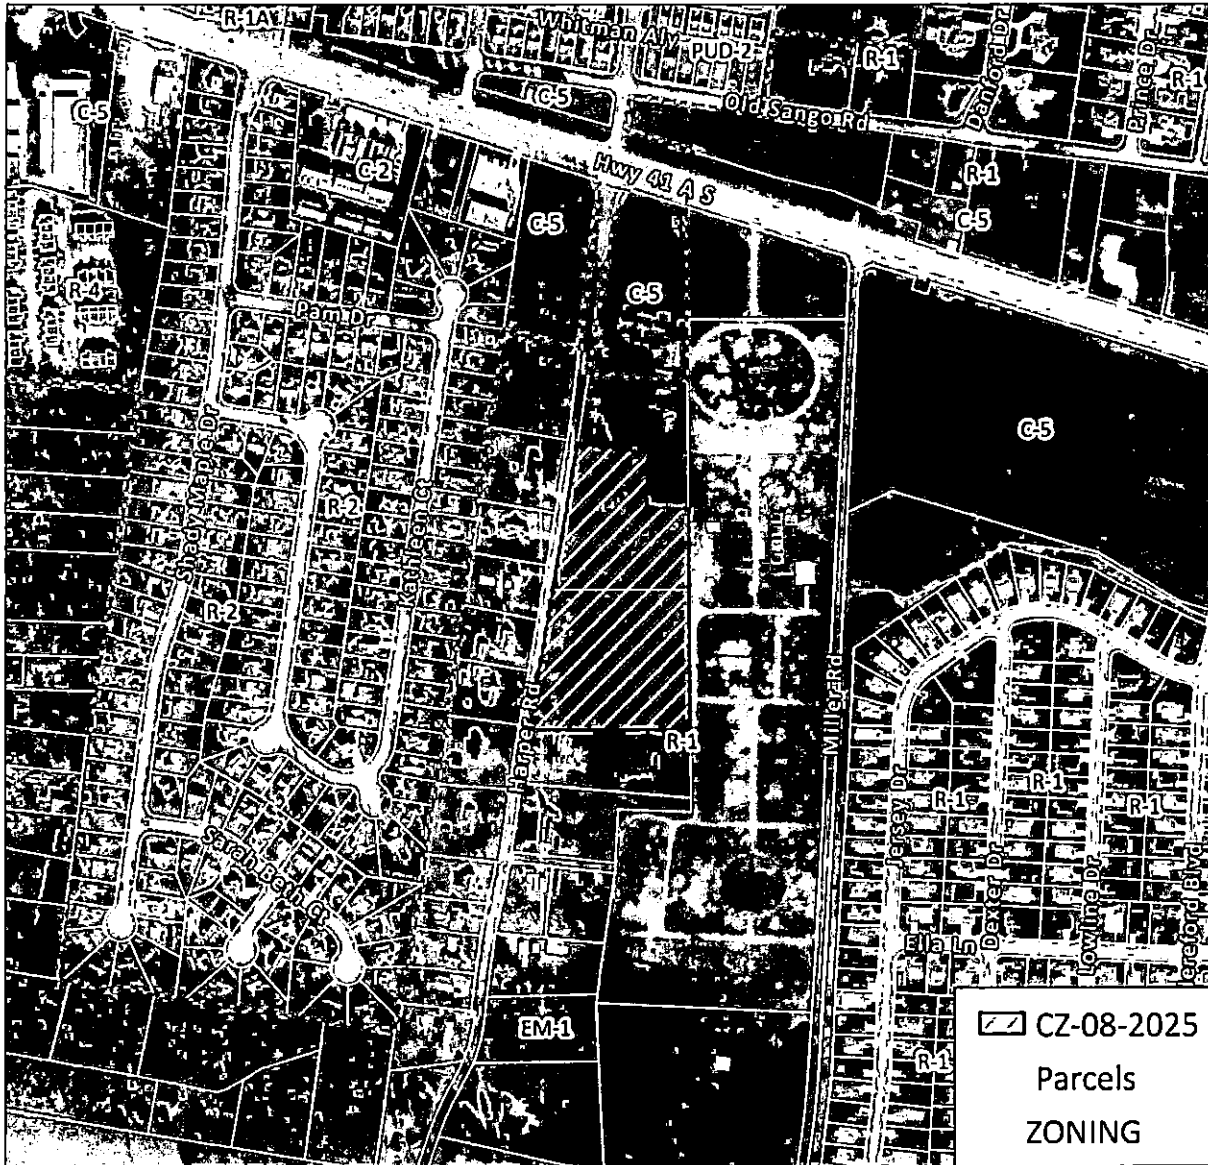 R-1A
Whitman Aly
PUD-2
R-1
Danford Dr
R-1
C-5
C-5
Old Sango Rd
C-2
Hwy 41 A S
R-1
C-5
C-5
R-4
C-5
Pam Dr
C-5
Shady Maple Dr
R-2
Kathleen Ct
R-2
Harper Rd
R-1
Miller Rd
Jersey Dr
R-1
R-1
R-1
Sarah Beth Ct
Ella Ln
Dexter Dr
Lowline Dr
ereford Blvd
EM-1
R-1
CZ-08-2025
Parcels
ZONING